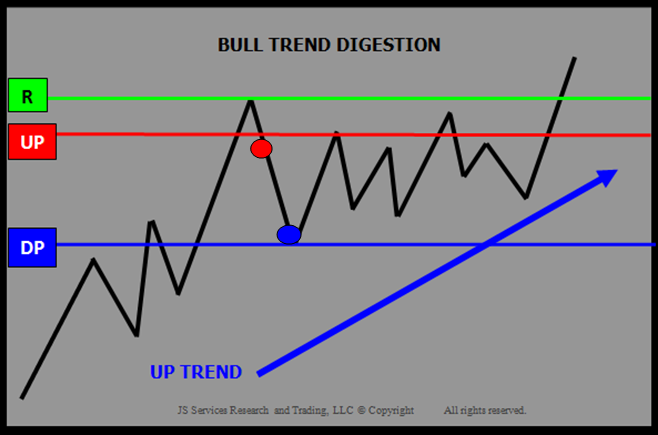 BULL TREND DIGESTION
R
UP
DP
UP TREND
JS Services Research and Trading, LLC © Copyright All rights reserved.